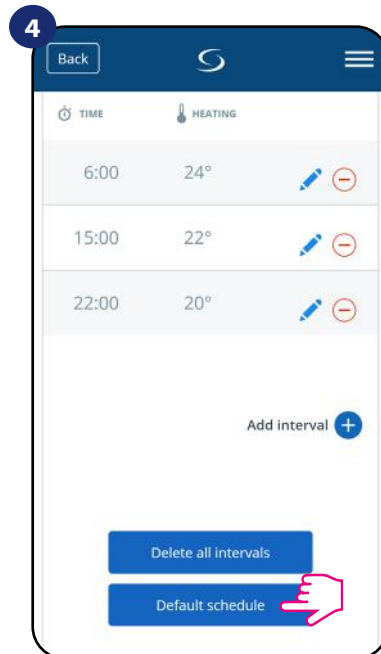 4
Back
TIME HEATING
6:00 24°
15:00 22°
22:00 20°
Add interval
Delete all intervals
Default schedule